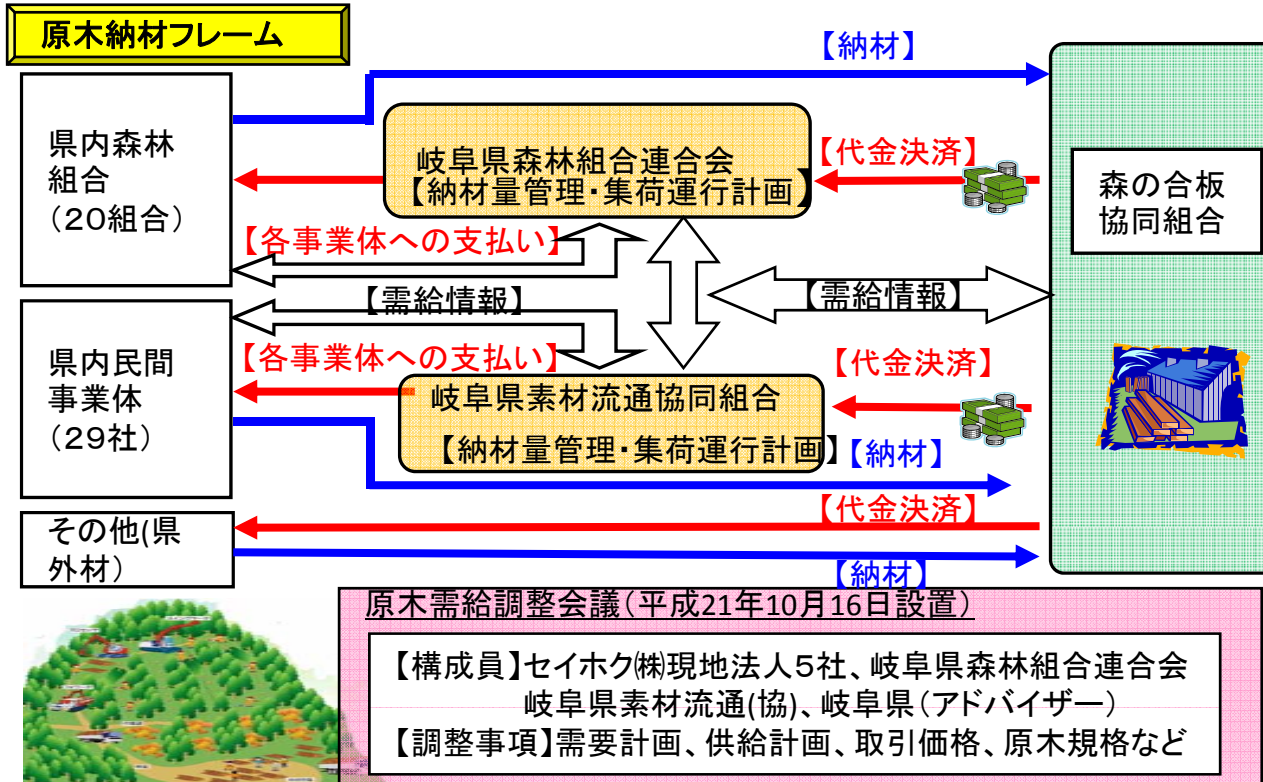 原木納材フレーム
【納材】
県内森林
組合
(20組合)
岐阜県森林組合連合会
【納材量管理・集荷運行計画】
【代金決済】
森の合板
協同組合
【各事業体への支払い】
【需給情報】
【需給情報】
県内民間
事業体
(29社)
【各事業体への支払い】
【代金決済】
岐阜県素材流通協同組合
【納材量管理・集荷運行計画】
【納材】
その他(県
外材)
【代金決済】
【納材】
原木需給調整会議(平成21年10月16日設置)
【構成員】セイホク㈱現地法人5社、岐阜県森林組合連合会
岐阜県素材流通(協)、岐阜県(アドバイザー)
【調整事項】需要計画、供給計画、取引価格、原木規格など